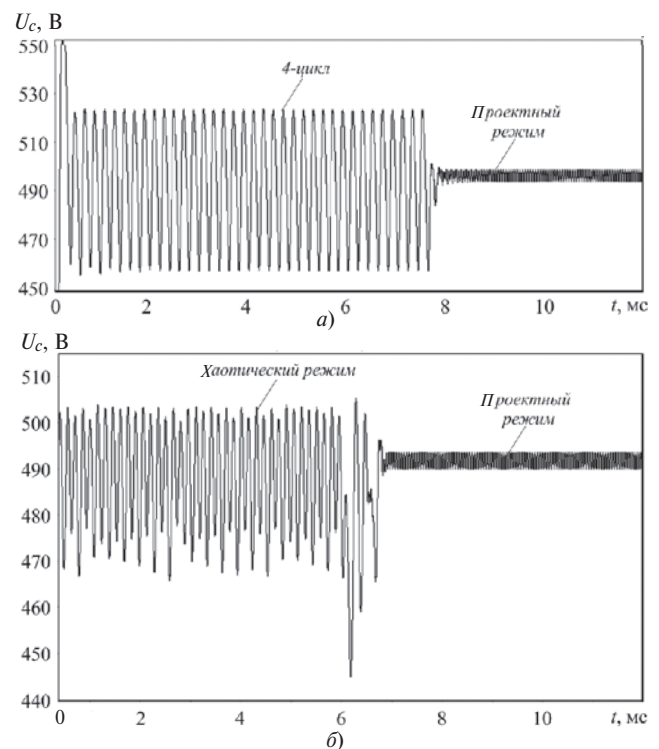 U_c, В
550
4-цикл
530
Проектный
режим
510
490
470
450
0 2 4 6 8 10 t, мс
а)
U_c, В
Хаотический режим
510
Проектный
режим
500
490
480
470
460
450
440
0 2 4 6 8 10 t, мс
б)